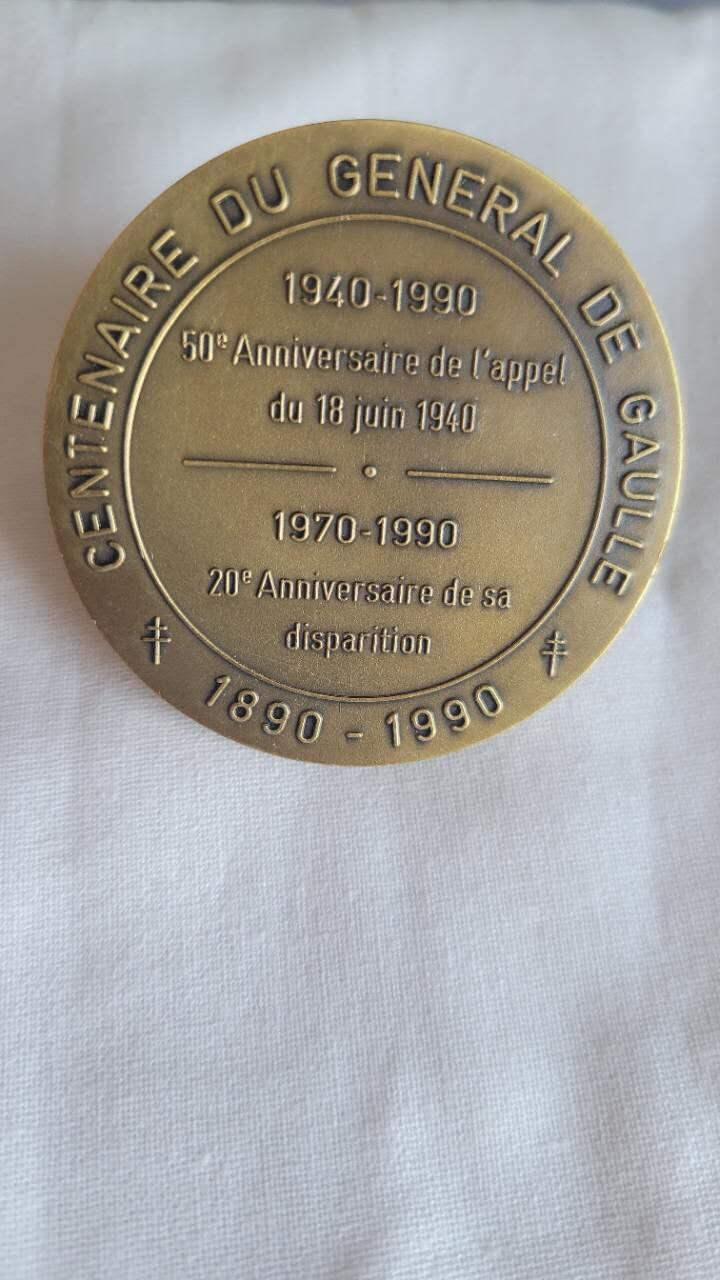 CENTENAIRE DU GENERAL DE GAULLE
1940-1990
50e Anniversaire de l'appel
du 18 juin 1940
1970-1990
20e Anniversaire de sa
disparition
1890 - 1990